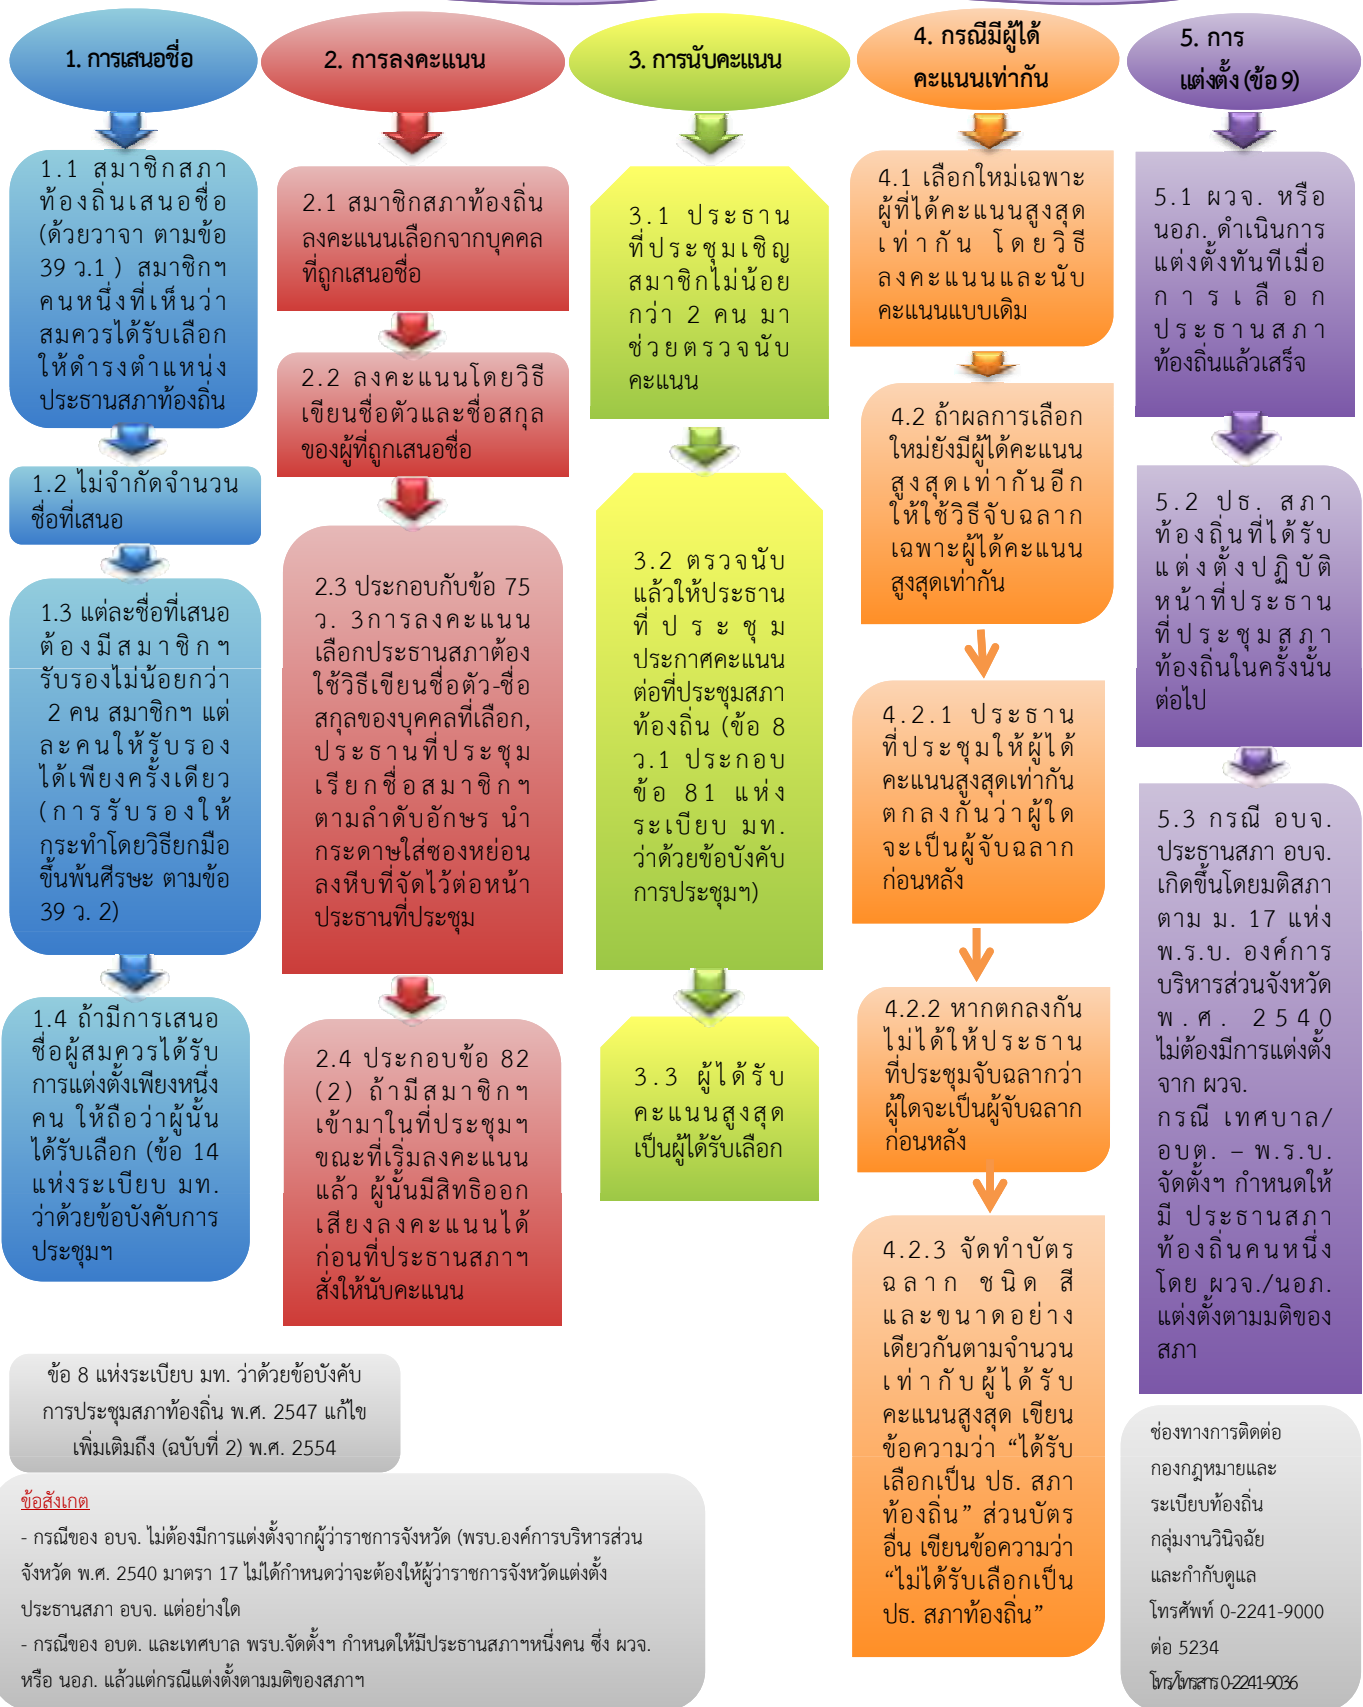 1. การเสนอชื่อ
1.1 สมาชิกสภา
ท้องถิ่นเสนอชื่อ
(ด้วยวาจา ตามข้อ
39 ว.1 ) สมาชิกฯ
คนหนึ่งที่เห็นว่า
สมควรได้รับเลือก
ให้ดำรงตำแหน่ง
ประธานสภาท้องถิ่น
1.2 ไม่จำกัดจำนวน
ชื่อที่เสนอ
1.3 แต่ละชื่อที่เสนอ
ต้องมีสมาชิกฯ
รับรองไม่น้อยกว่า
2 คน สมาชิกฯ แต่
ละคนให้รับรอง
ได้เพียงครั้งเดียว
(การรับรองให้
กระทำโดยวิธียกมือ
ขึ้นพ้นศีรษะ ตามข้อ
39 ว. 2)
1.4 ถ้ามีการเสนอ
ชื่อผู้สมควรได้รับ
การแต่งตั้งเพียงหนึ่ง
คน ให้ถือว่าผู้นั้น
ได้รับเลือก (ข้อ 14
แห่งระเบียบ มท.
ว่าด้วยข้อบังคับการ
ประชุมฯ
2. การลงคะแนน
2.1 สมาชิกสภาท้องถิ่น
ลงคะแนนเลือกจากบุคคล
ที่ถูกเสนอชื่อ
2.2 ลงคะแนนโดยวิธี
เขียนชื่อตัวและชื่อสกุล
ของผู้ที่ถูกเสนอชื่อ
2.3 ประกอบกับข้อ 75
ว. 3การลงคะแนน
เลือกประธานสภาต้อง
ใช้วิธีเขียนชื่อตัว-ชื่อ
สกุลของบุคคลที่เลือก,
ประธานที่ประชุม
เรียกชื่อสมาชิกฯ
ตามลำดับอักษร นำ
กระดาษใส่ซองหย่อน
ลงหีบที่จัดไว้ต่อหน้า
ประธานที่ประชุม
2.4 ประกอบข้อ 82
(2) ถ้ามีสมาชิกฯ
เข้ามาในที่ประชุมฯ
ขณะที่เริ่มลงคะแนน
แล้ว ผู้นั้นมีสิทธิออก
เสียงลงคะแนนได้
ก่อนที่ประธานสภาฯ
สั่งให้นับคะแนน
3. การนับคะแนน
3.1 ประธาน
ที่ประชุมเชิญ
สมาชิกไม่น้อย
กว่า 2 คน มา
ช่วยตรวจนับ
คะแนน
3.2 ตรวจนับ
แล้วให้ประธาน
ที่ประชุม
ประกาศคะแนน
ต่อที่ประชุมสภา
ท้องถิ่น (ข้อ 8
ว.1 ประกอบ
ข้อ 81 แห่ง
ระเบียบ มท.
ว่าด้วยข้อบังคับ
การประชุมฯ)
3.3 ผู้ได้รับ
คะแนนสูงสุด
เป็นผู้ได้รับเลือก
4. กรณีมีผู้ได้
คะแนนเท่ากัน
4.1 เลือกใหม่เฉพาะ
ผู้ที่ได้คะแนนสูงสุด
เท่ากัน โดยวิธี
ลงคะแนนและนับ
คะแนนแบบเดิม
4.2 ถ้าผลการเลือก
ใหม่ยังมีผู้ได้คะแนน
สูงสุดเท่ากันอีก
ให้ใช้วิธีจับฉลาก
เฉพาะผู้ได้คะแนน
สูงสุดเท่ากัน
4.2.1 ประธาน
ที่ประชุมให้ผู้ได้
คะแนนสูงสุดเท่ากัน
ตกลงกันว่าผู้ใด
จะเป็นผู้จับฉลาก
ก่อนหลัง
4.2.2 หากตกลงกัน
ไม่ได้ให้ประธาน
ที่ประชุมจับฉลากว่า
ผู้ใดจะเป็นผู้จับฉลาก
ก่อนหลัง
4.2.3 จัดทำบัตร
ฉลาก ชนิด สี
และขนาดอย่าง
เดียวกันตามจำนวน
เท่ากับผู้ได้รับ
คะแนนสูงสุด เขียน
ข้อความว่า “ได้รับ
เลือกเป็น ปธ. สภา
ท้องถิ่น” ส่วนบัตร
อื่น เขียนข้อความว่า
“ไม่ได้รับเลือกเป็น
ปธ. สภาท้องถิ่น”
5. การ
แต่งตั้ง (ข้อ 9)
5.1 ผวจ. หรือ
นอภ. ดำเนินการ
แต่งตั้งทันทีเมื่อ
การเลือก
ประธานสภา
ท้องถิ่นแล้วเสร็จ
5.2 ปธ. สภา
ท้องถิ่นที่ได้รับ
แต่งตั้งปฏิบัติ
หน้าที่ประธาน
ที่ประชุมสภา
ท้องถิ่นในครั้งนั้น
ต่อไป
5.3 กรณี อบจ.
ประธานสภา อบจ.
เกิดขึ้นโดยมติสภา
ตาม ม. 17 แห่ง
พ.ร.บ. องค์การ
บริหารส่วนจังหวัด
พ.ศ. 2540
ไม่ต้องมีการแต่งตั้ง
จาก ผวจ.
กรณี เทศบาล/
อบต. – พ.ร.บ.
จัดตั้งฯ กำหนดให้
มี ประธานสภา
ท้องถิ่นคนหนึ่ง
โดย ผวจ./นอภ.
แต่งตั้งตามมติของ
สภา
ข้อ 8 แห่งระเบียบ มท. ว่าด้วยข้อบังคับ
การประชุมสภาท้องถิ่น พ.ศ. 2547 แก้ไข
เพิ่มเติมถึง (ฉบับที่ 2) พ.ศ. 2554
ข้อสังเกต
- กรณีของ อบจ. ไม่ต้องมีการแต่งตั้งจากผู้ว่าราชการจังหวัด (พรบ.องค์การบริหารส่วน
จังหวัด พ.ศ. 2540 มาตรา 17 ไม่ได้กำหนดว่าจะต้องให้ผู้ว่าราชการจังหวัดแต่งตั้ง
ประธานสภา อบจ. แต่อย่างใด
- กรณีของ อบต. และเทศบาล พรบ.จัดตั้งฯ กำหนดให้มีประธานสภาฯหนึ่งคน ซึ่ง ผวจ.
หรือ นอภ. แล้วแต่กรณีแต่งตั้งตามมติของสภาฯ
ช่องทางการติดต่อ
กองกฎหมายและ
ระเบียบท้องถิ่น
กลุ่มงานวินิจฉัย
และกำกับดูแล
โทรศัพท์ 0-2241-9000
ต่อ 5234
โทร/โทรสาร 0-2241-9036